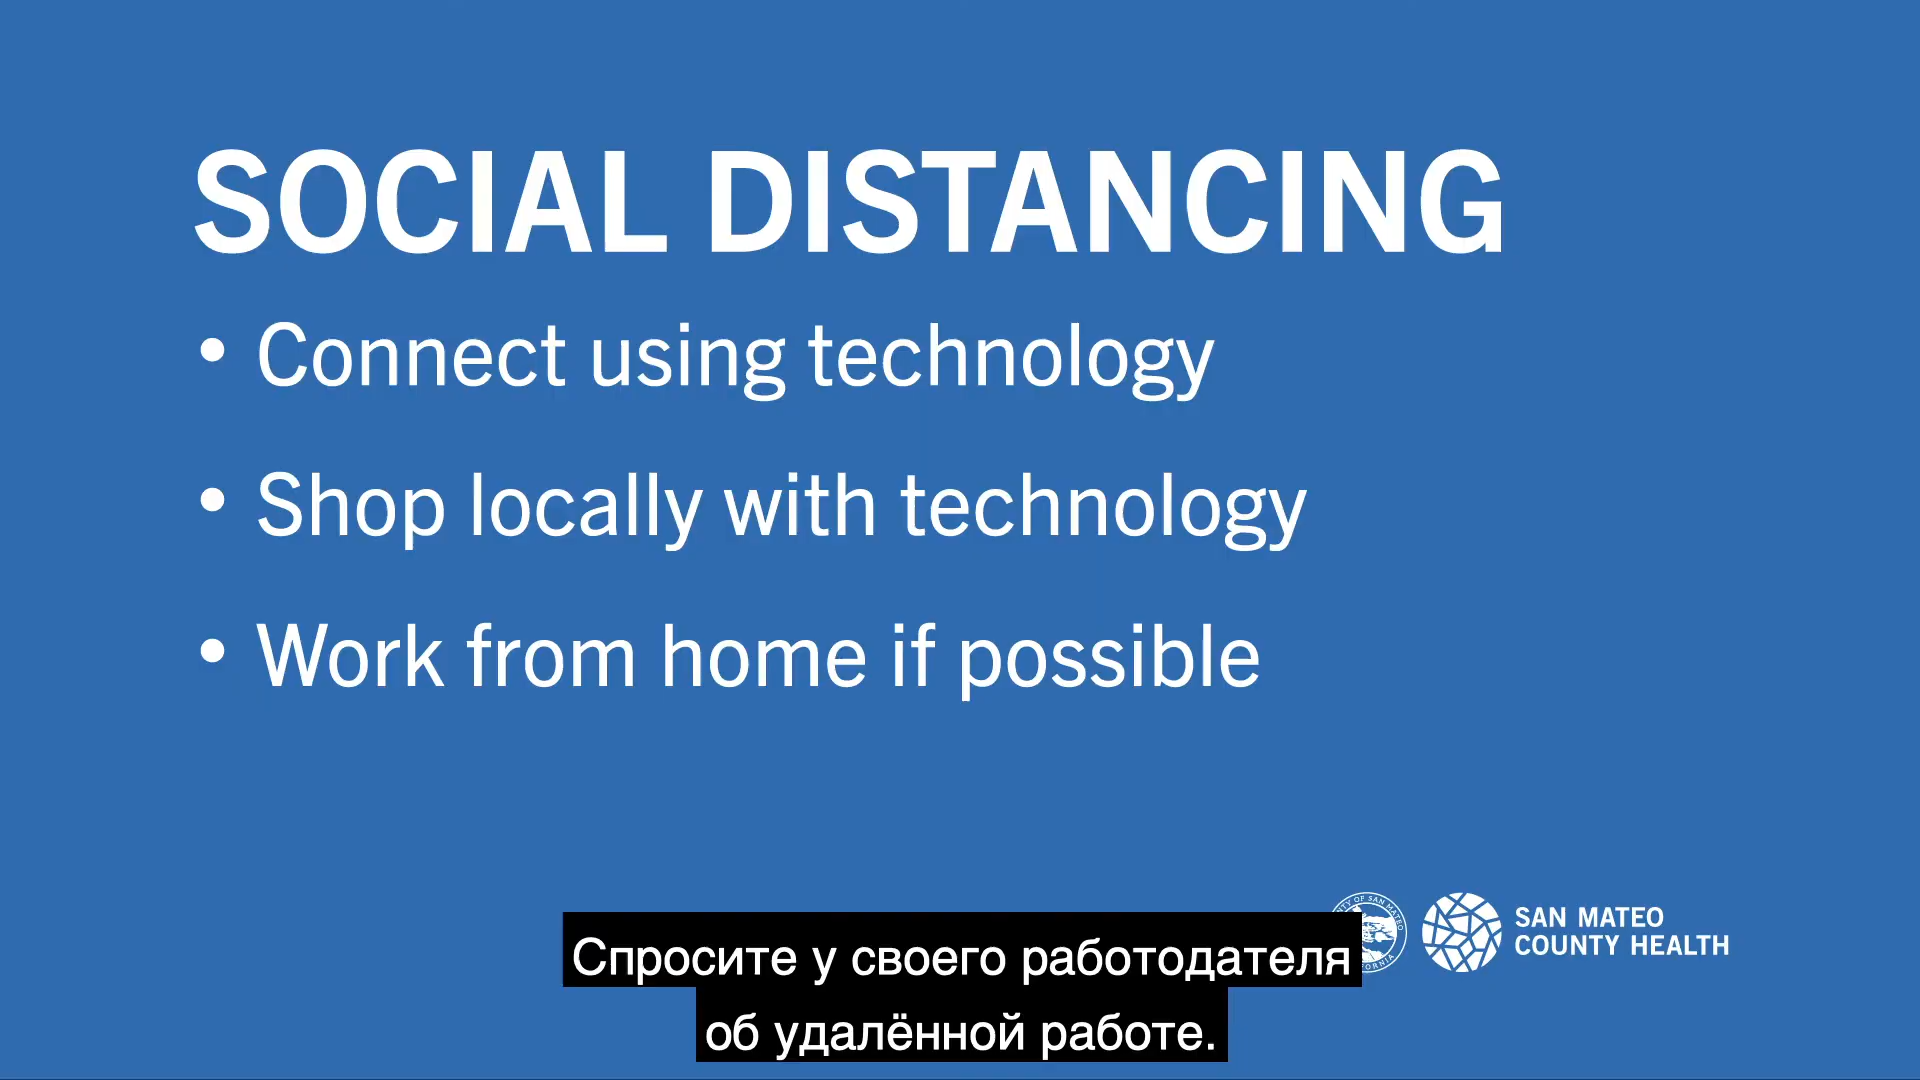 SOCIAL DISTANCING
• Connect using technology
• Shop locally with technology
• Work from home if possible
SAN MATEO
COUNTY HEALTH
Спросите у своего работодателя
об удалённой работе.